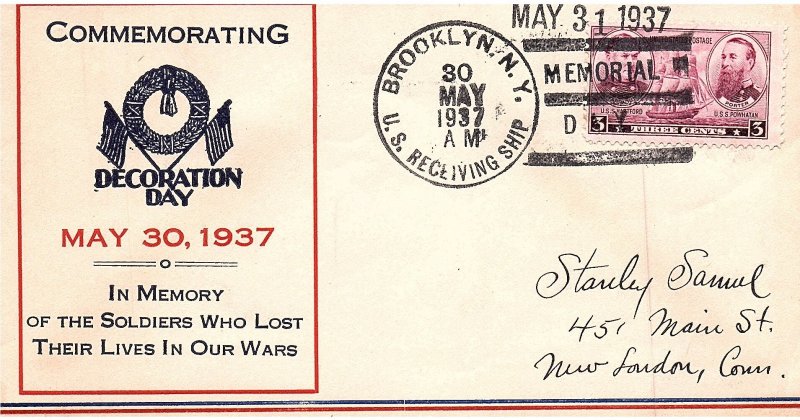 COMMEMORATING
DECORATION
DAY
MAY 30, 1937
IN MEMORY
OF THE SOLDIERS WHO LOST
THEIR LIVES IN OUR WARS
BROOKLYN, N. Y.
30
MAY
1937
A M
U. S. RECEIVING SHIP
MAY 31 1937
MEMORIAL
D Y
POSTAGE
PORTER
U.S.S. POWHATAN
3 THREE CENTS 3
Stanley Samuel
451 Main St.
New London, Conn.